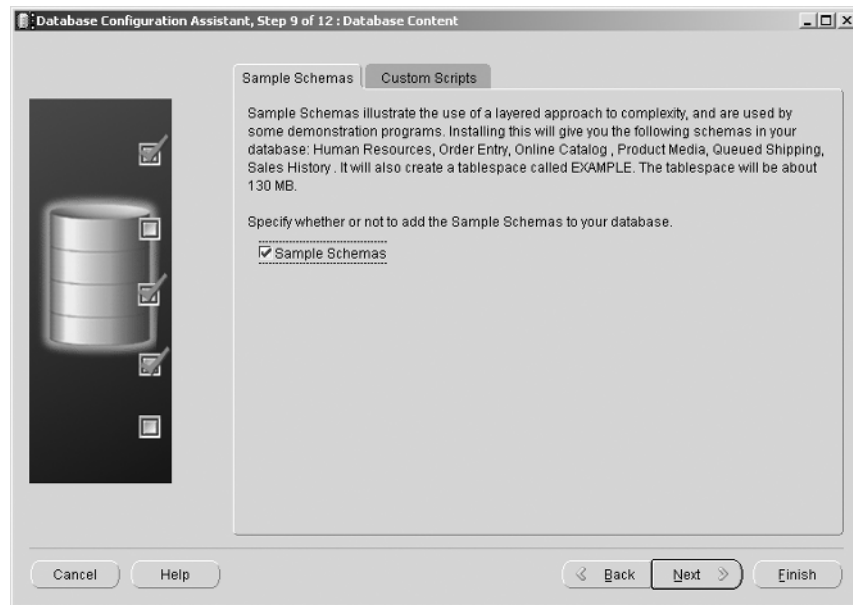 Database Configuration Assistant, Step 9 of 12 : Database Content
Sample Schemas
Custom Scripts
Sample Schemas illustrate the use of a layered approach to complexity, and are used by
some demonstration programs. Installing this will give you the following schemas in your
database: Human Resources, Order Entry, Online Catalog , Product Media, Queued Shipping,
Sales History . It will also create a tablespace called EXAMPLE. The tablespace will be about
130 MB.
Specify whether or not to add the Sample Schemas to your database.
Sample Schemas
Cancel
Help
Back
Next
Finish